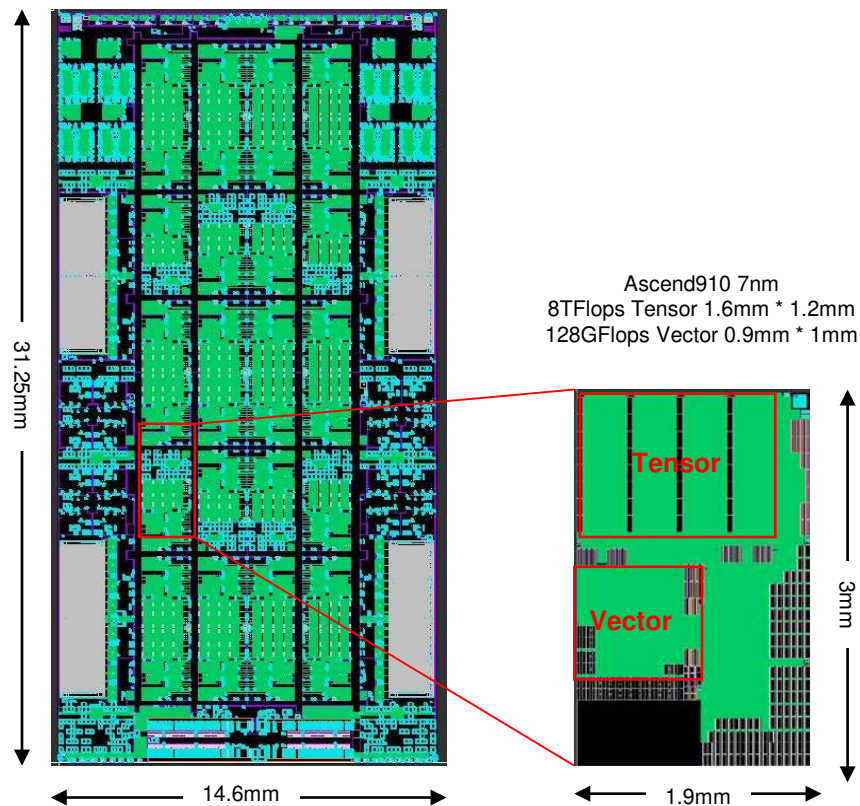 31.25mm
14.6mm
Ascend910 7nm
8TFlops Tensor 1.6mm * 1.2mm
128GFlops Vector 0.9mm * 1mm
Tensor
Vector
3mm
1.9mm